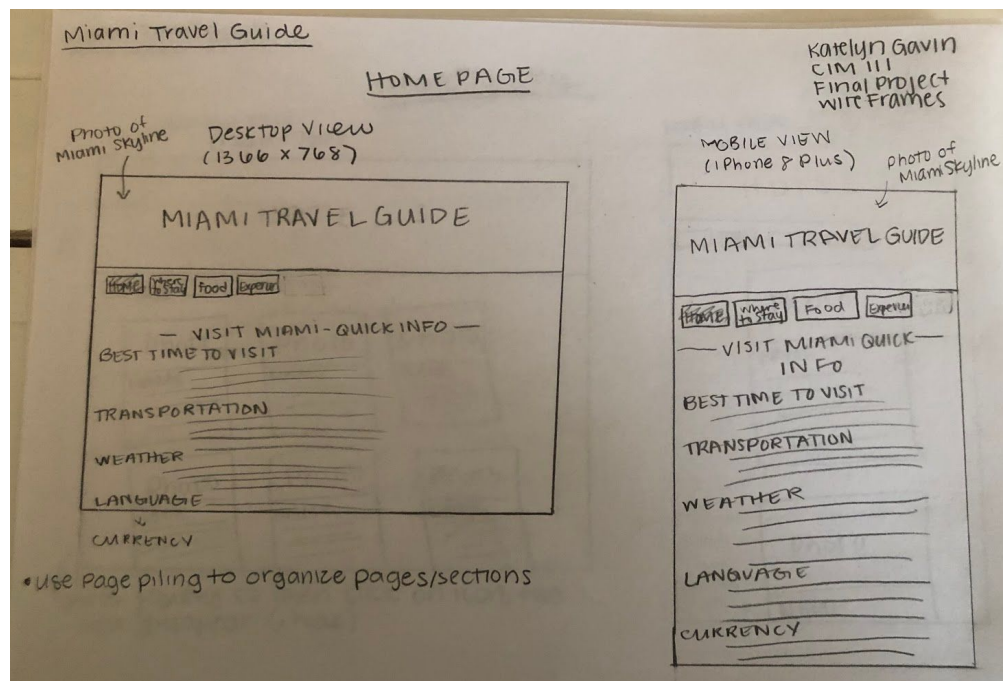 Miami Travel Guide
HOME PAGE
Katelyn Gavin
CIM 111
Final Project
Wire Frames
Photo of
Miami Skyline
Desktop View
(1366 x 768)
MIAMI TRAVEL GUIDE
Home Where to Stay Food Experien
— VISIT MIAMI - QUICK INFO —
BEST TIME TO VISIT
TRANSPORTATION
WEATHER
LANGUAGE
CURRENCY
• use Page piling to organize pages/sections
MOBILE VIEW
(iPhone 8 Plus)
photo of
Miami Skyline
MIAMI TRAVEL GUIDE
Home Where to Stay Food Experien
— VISIT MIAMI QUICK —
INFO
BEST TIME TO VISIT
TRANSPORTATION
WEATHER
LANGUAGE
CURRENCY